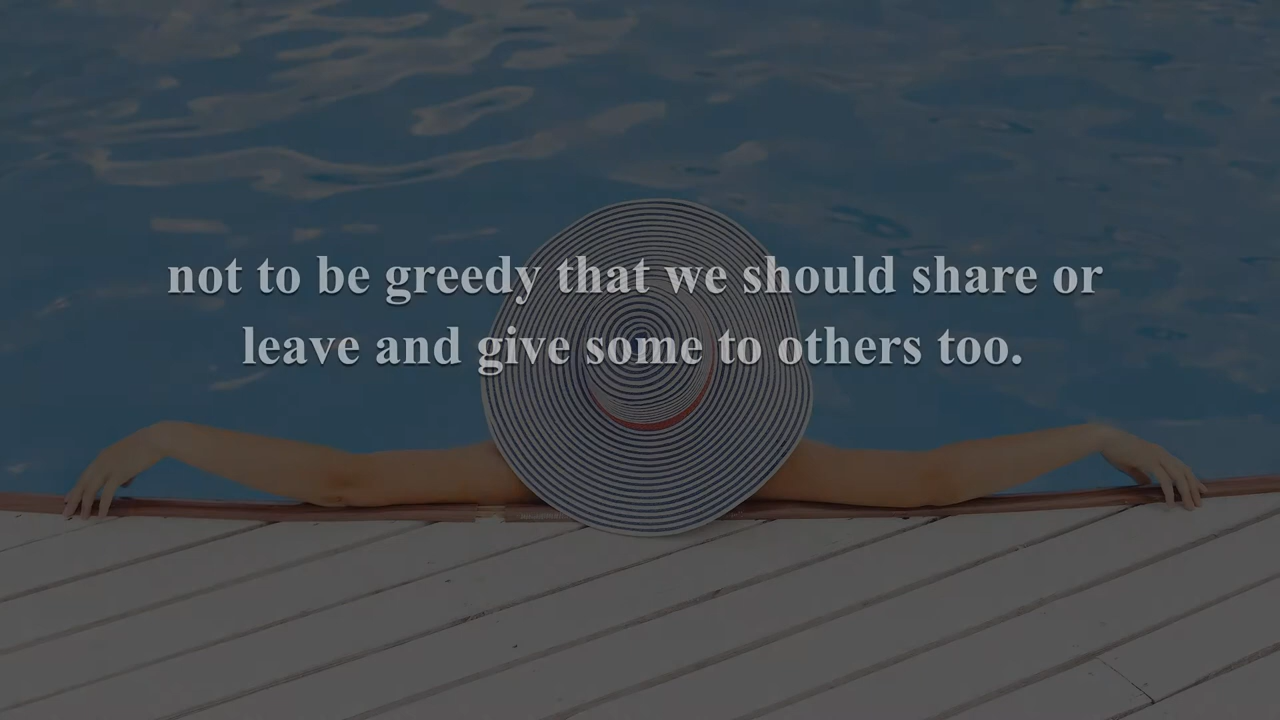 not to be greedy that we should share or
leave and give some to others too.